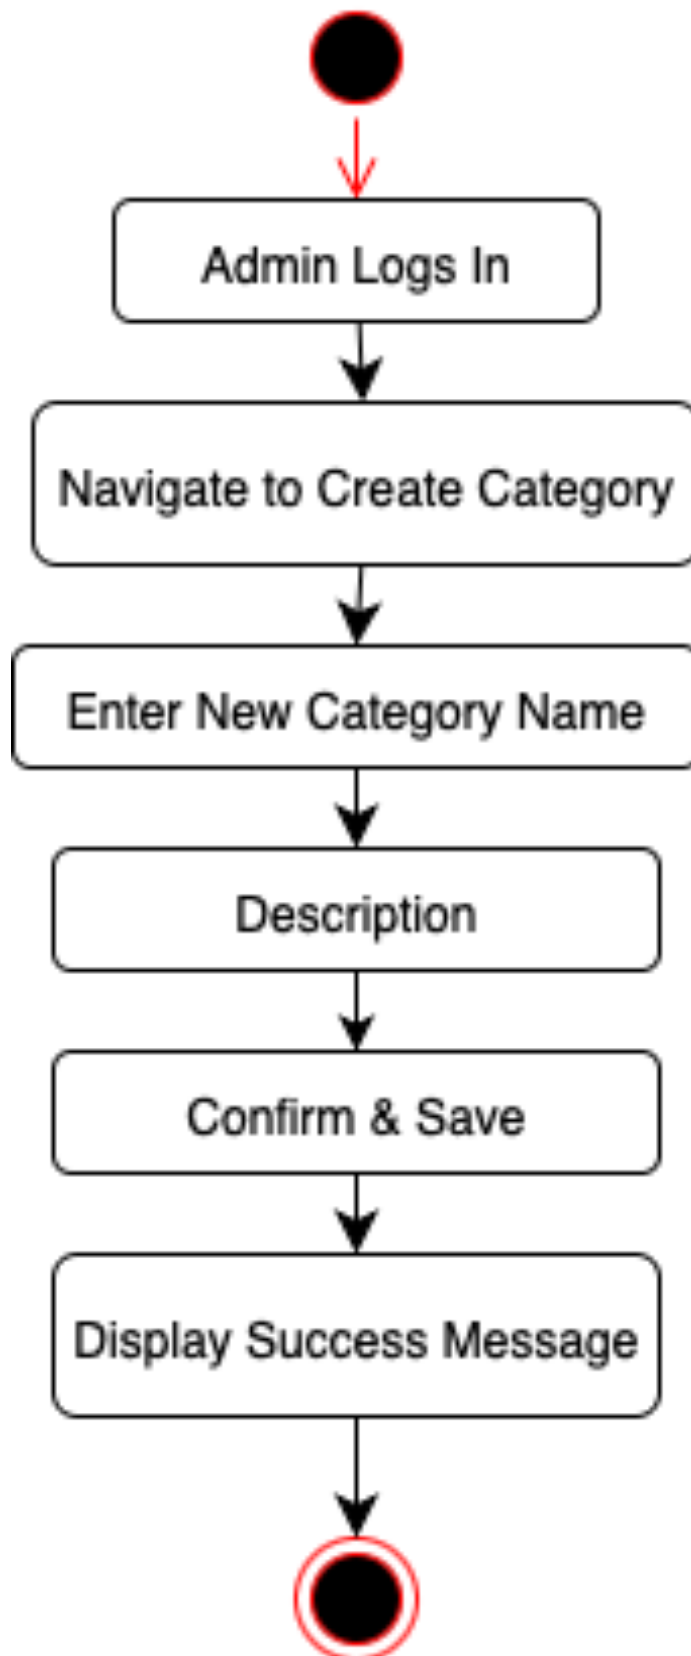 Admin Logs In
Navigate to Create Category
Enter New Category Name
Description
Confirm & Save
Display Success Message